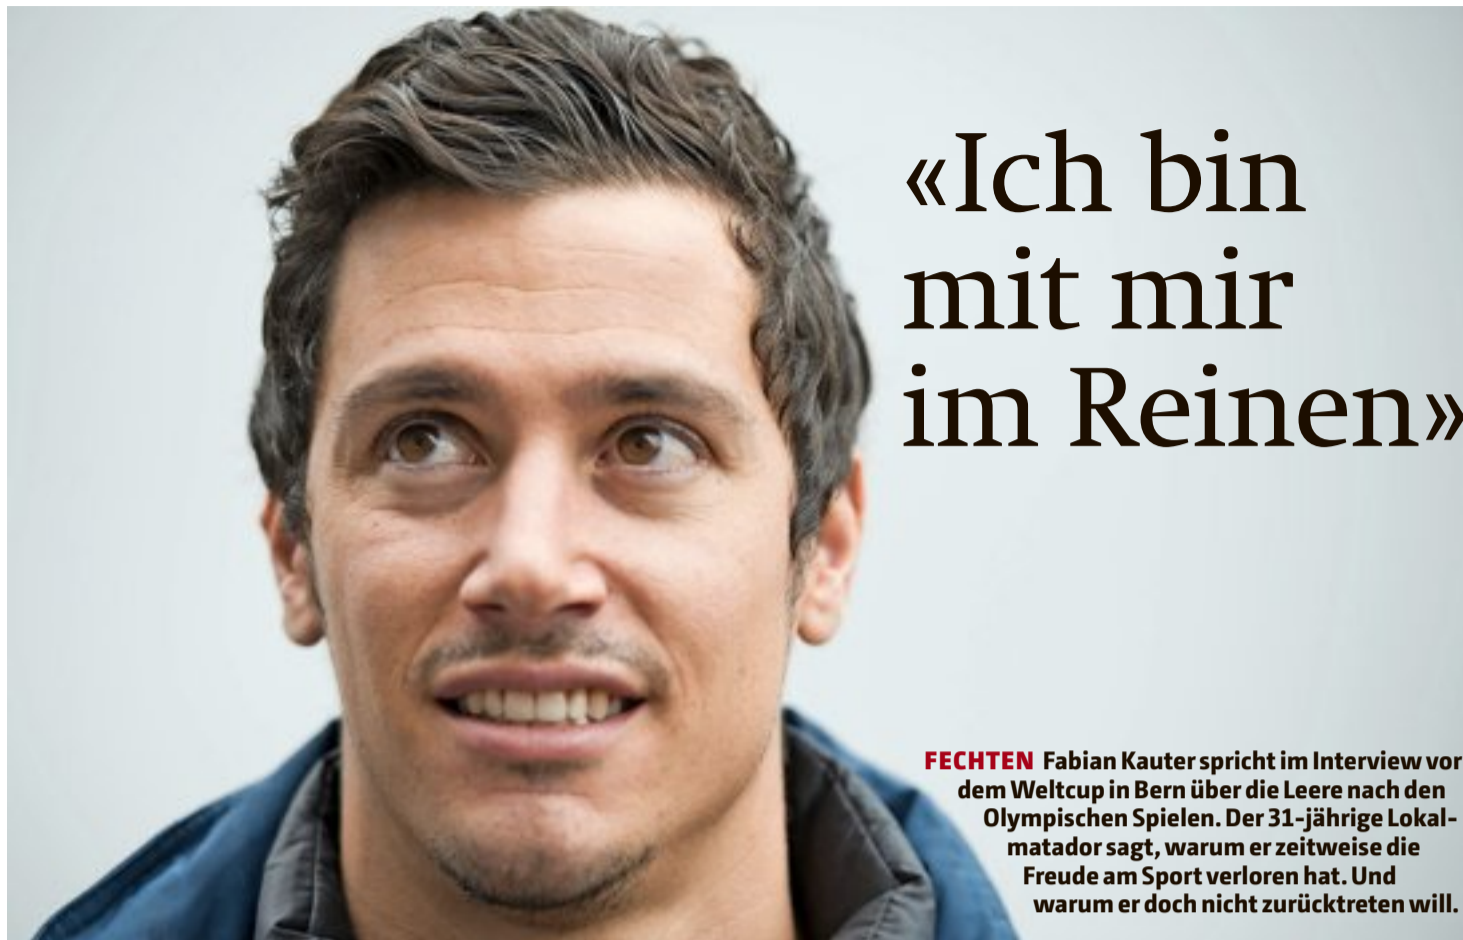 «Ich bin
mit mir
im Reinen»
FECHTEN Fabian Kauter spricht im Interview vor
dem Weltcup in Bern über die Leere nach den
Olympischen Spielen. Der 31-jährige Lokal-
matador sagt, warum er zeitweise die
Freude am Sport verloren hat. Und
warum er doch nicht zurücktreten will.